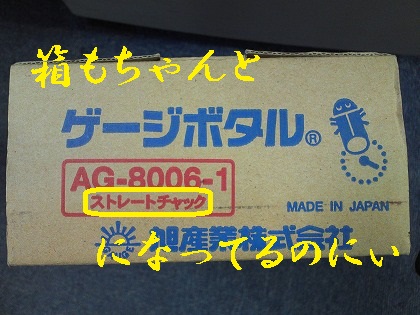 箱もちゃんと
ゲージボタル®
AG-8006-1
ストレートチャック
MADE IN JAPAN
旭産業株式会社
になってるのにぃ